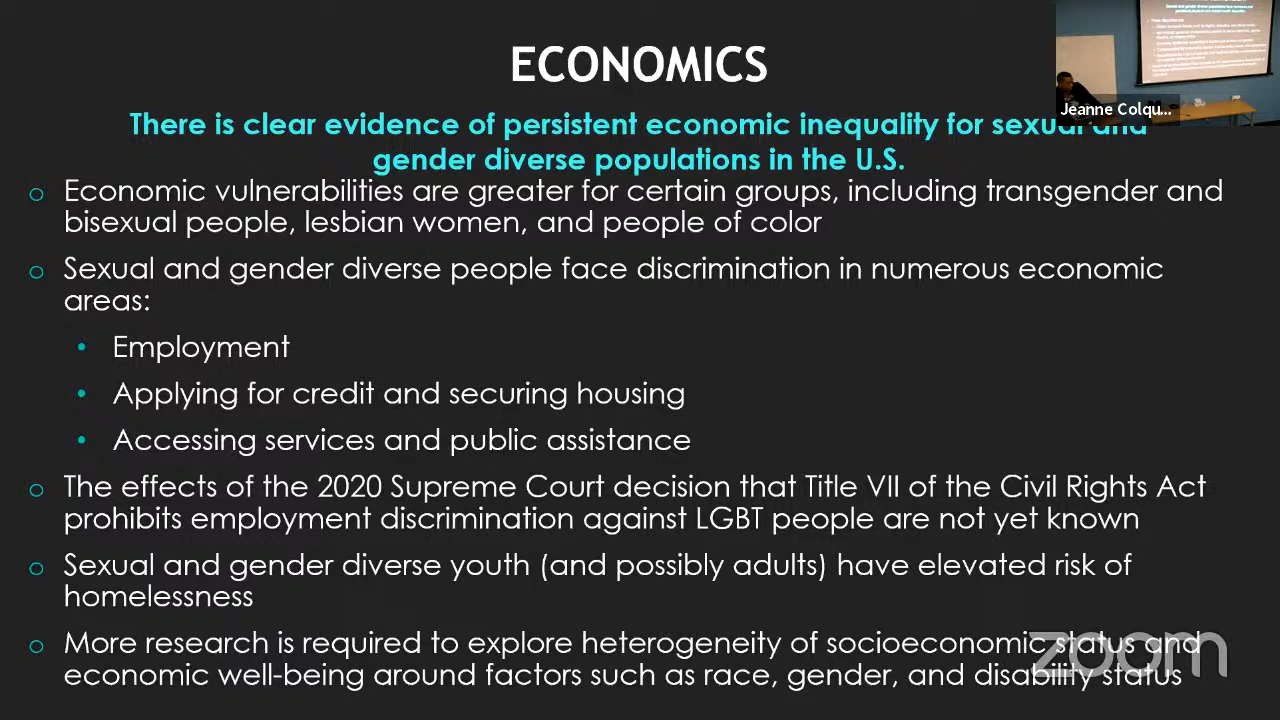 ECONOMICS
Jeanne Colqu...
There is clear evidence of persistent economic inequality for sexual and
gender diverse populations in the U.S.
o Economic vulnerabilities are greater for certain groups, including transgender and
bisexual people, lesbian women, and people of color
o Sexual and gender diverse people face discrimination in numerous economic
areas:
• Employment
• Applying for credit and securing housing
• Accessing services and public assistance
o The effects of the 2020 Supreme Court decision that Title VII of the Civil Rights Act
prohibits employment discrimination against LGBT people are not yet known
o Sexual and gender diverse youth (and possibly adults) have elevated risk of
homelessness
o More research is required to explore heterogeneity of socioeconomic status and
economic well-being around factors such as race, gender, and disability status
zoom